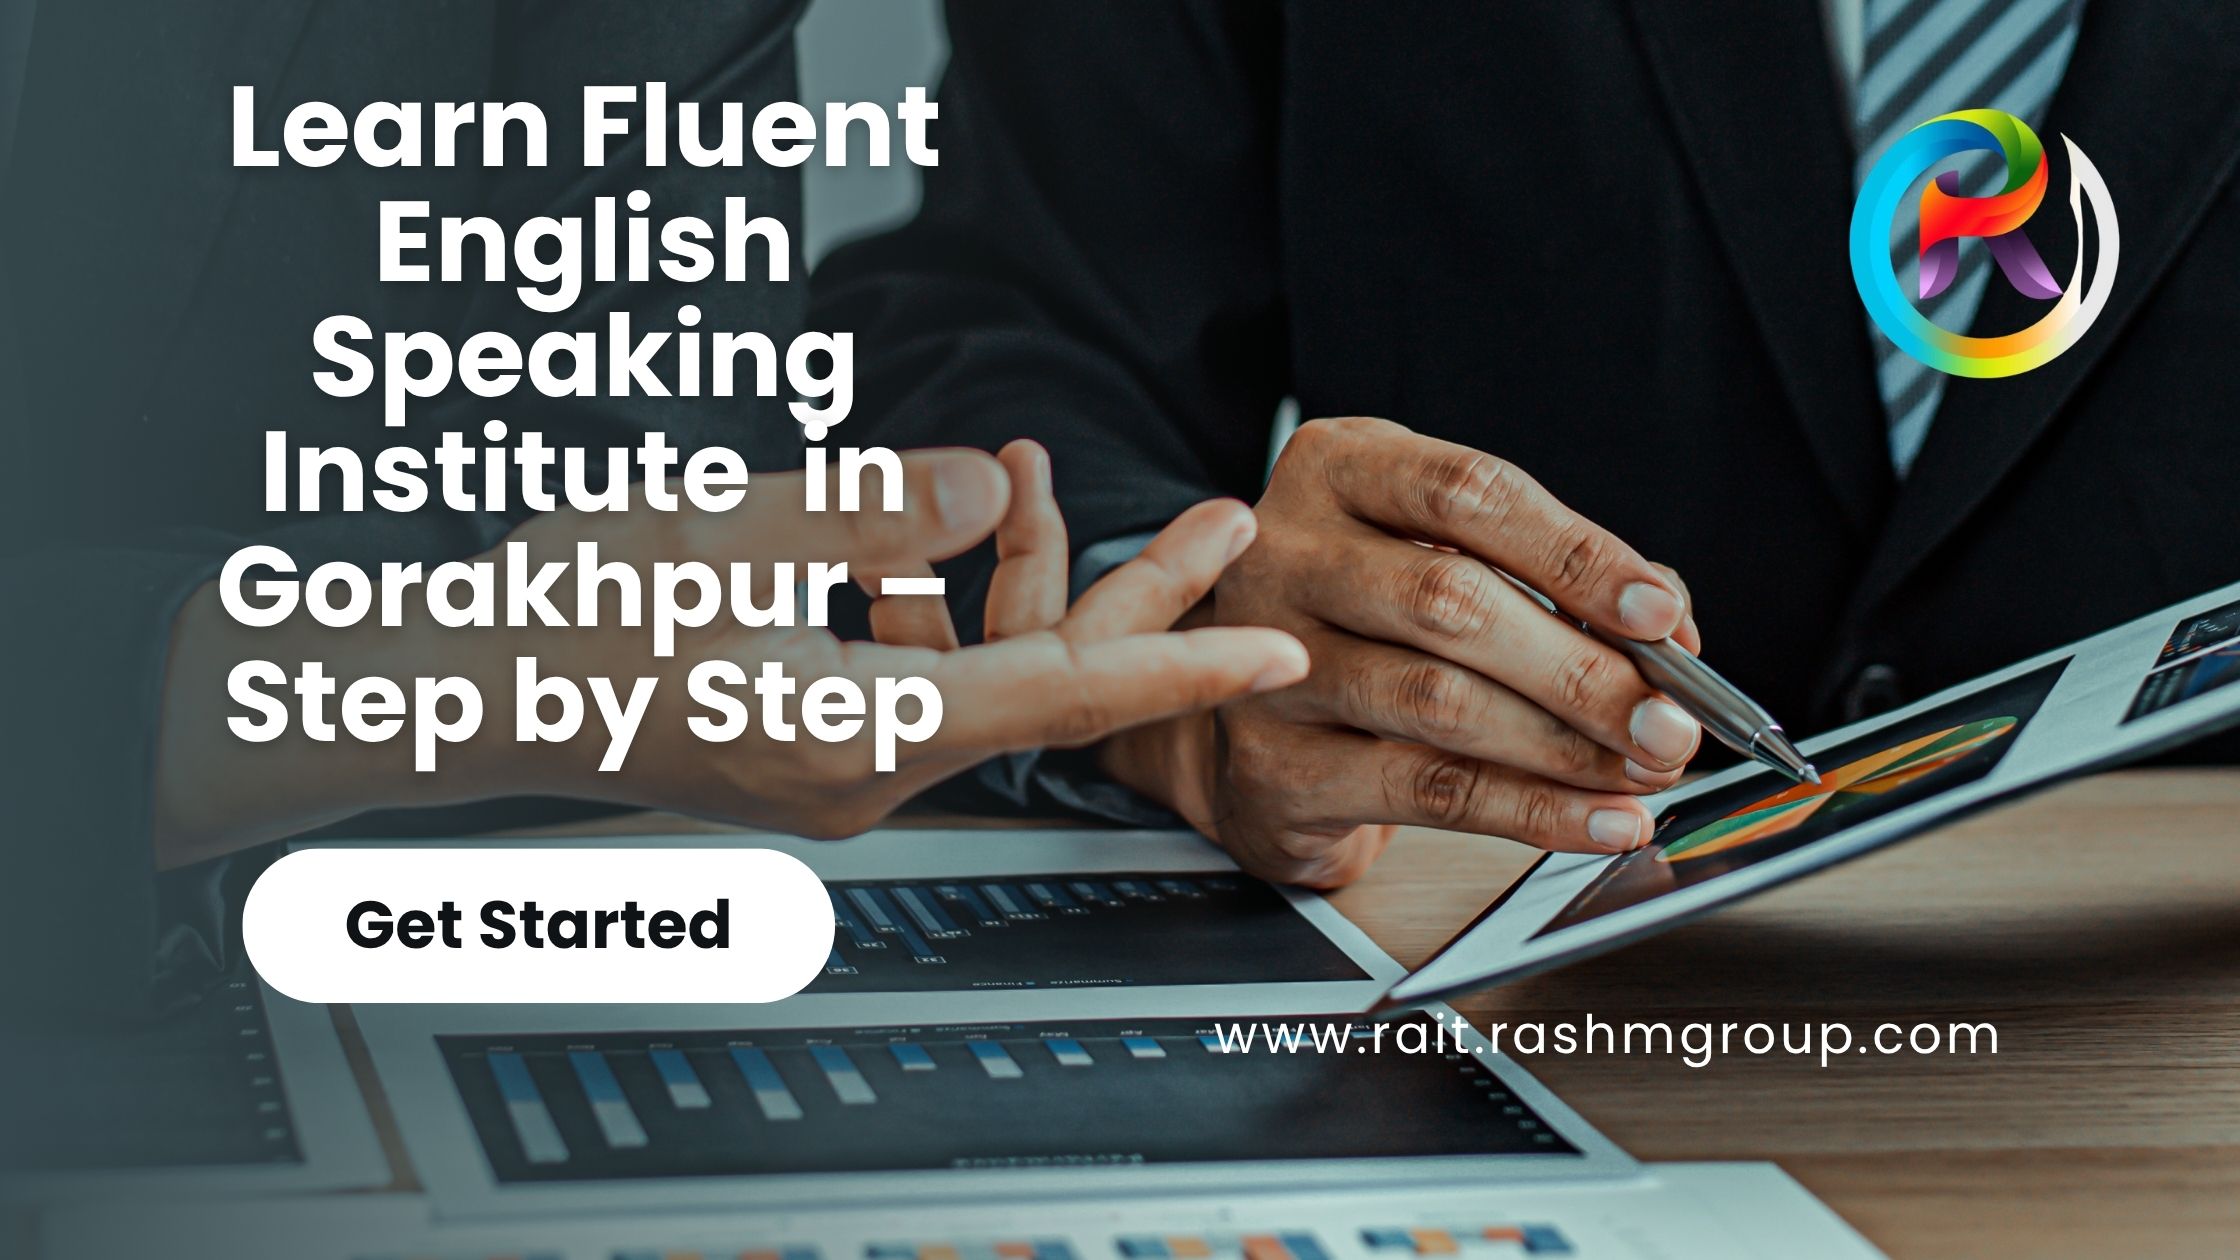 Learn Fluent
English
Speaking
Institute in
Gorakhpur –
Step by Step
Get Started
www.rait.rashmgroup.com